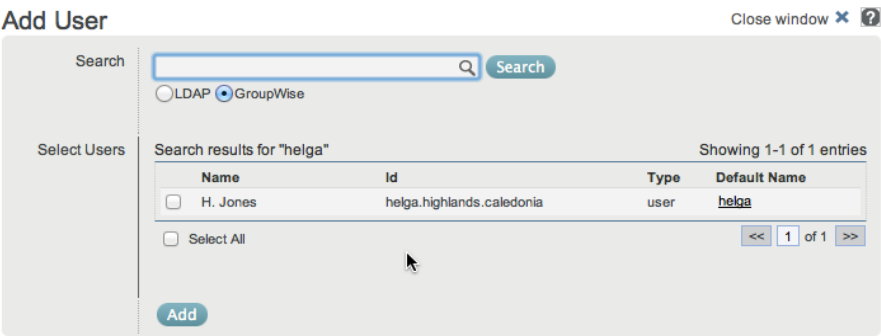 Add User
Close window ✕ ?
Search
Search
LDAP GroupWise
Select Users
Search results for "helga"
Showing 1-1 of 1 entries
Name Id Type Default Name
H. Jones helga.highlands.caledonia user helga
Select All
<< 1 of 1 >>
Add